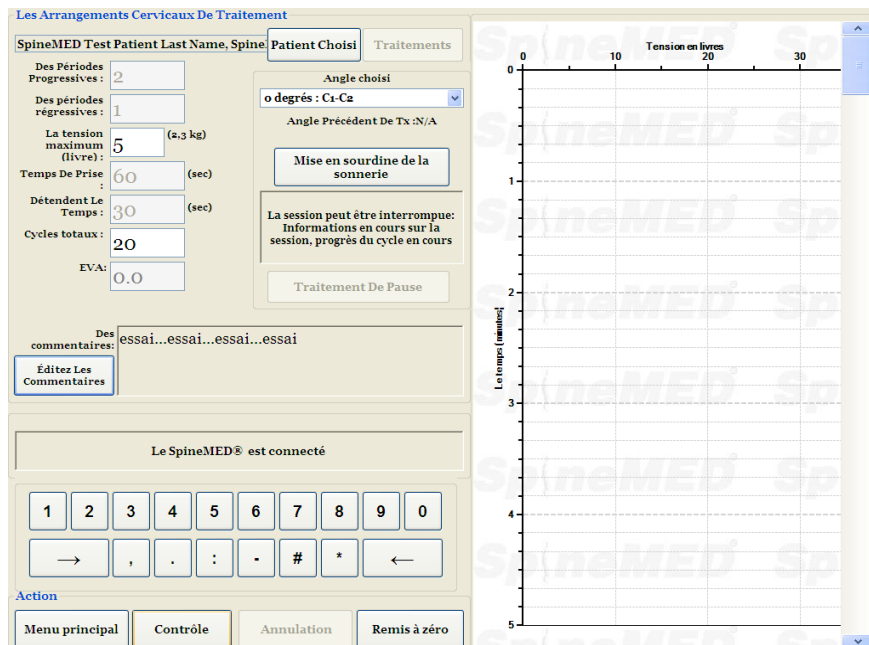 Les Arrangements Cervicaux De Traitement
SpineMED Test Patient Last Name, Spine
Patient Choisi
Traitements
Des Périodes
Progressives :
2
Des périodes
régressives :
1
La tension
maximum
(livre) :
5
(2,3 kg)
Temps De Prise
:
60
(sec)
Détendent Le
Temps :
30
(sec)
Cycles totaux :
20
EVA:
0.0
Angle choisi
0 degrés : C1-C2
Angle Précédent De Tx :N/A
Mise en sourdine de la
sonnerie
La session peut être interrompue:
Informations en cours sur la
session, progrès du cycle en cours
Traitement De Pause
Des
commentaires:
essai...essai...essai...essai
Éditez Les
Commentaires
Le SpineMED® est connecté
1 2 3 4 5 6 7 8 9 0
→ , . : - # * ←
Action
Menu principal
Contrôle
Annulation
Remis à zéro
Tension en livres
0 10 20 30
Le temps (minutes)
0
1
2
3
4
5
SpineMED®